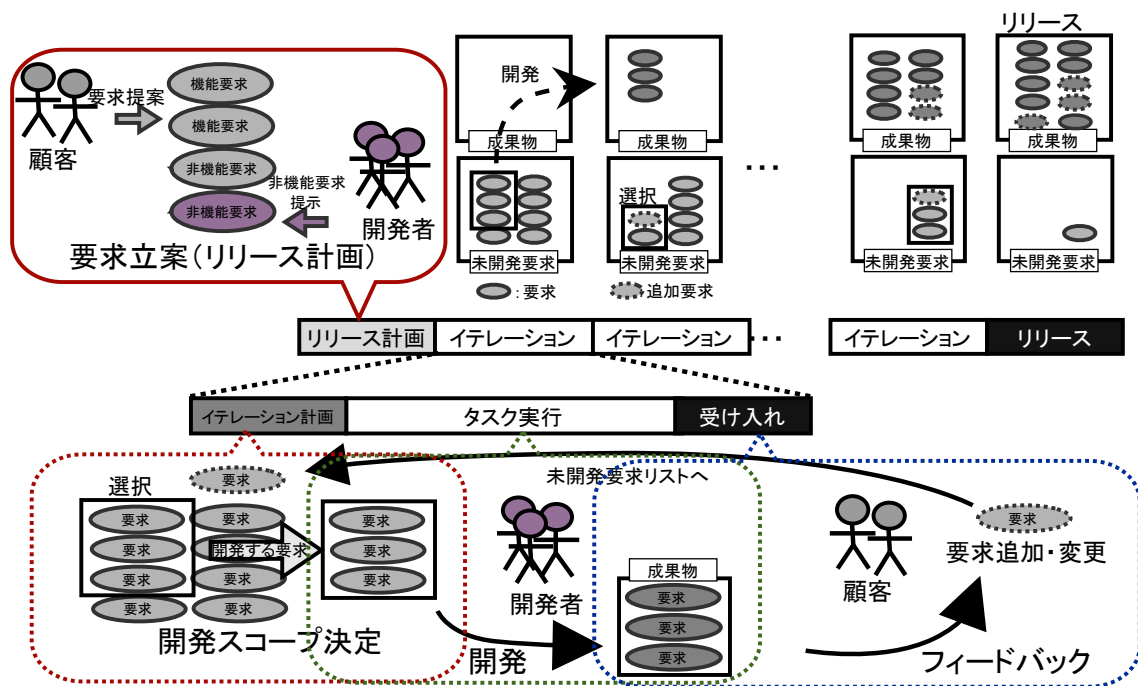 リリース
機能要求
要求提案
機能要求
顧客
非機能要求
非機能要求
非機能要求
提示
開発者
要求立案(リリース計画)
開発
成果物
成果物
成果物
成果物
選択
...
未開発要求
未開発要求
未開発要求
未開発要求
:要求
追加要求
リリース計画
イテレーション
イテレーション
...
イテレーション
リリース
イテレーション計画
タスク実行
受け入れ
未開発要求リストへ
選択
要求
要求
要求
要求
要求
要求
要求
要求
要求
開発する要求
要求
要求
要求
開発スコープ決定
開発者
開発
成果物
要求
要求
要求
顧客
要求
要求追加・変更
フィードバック